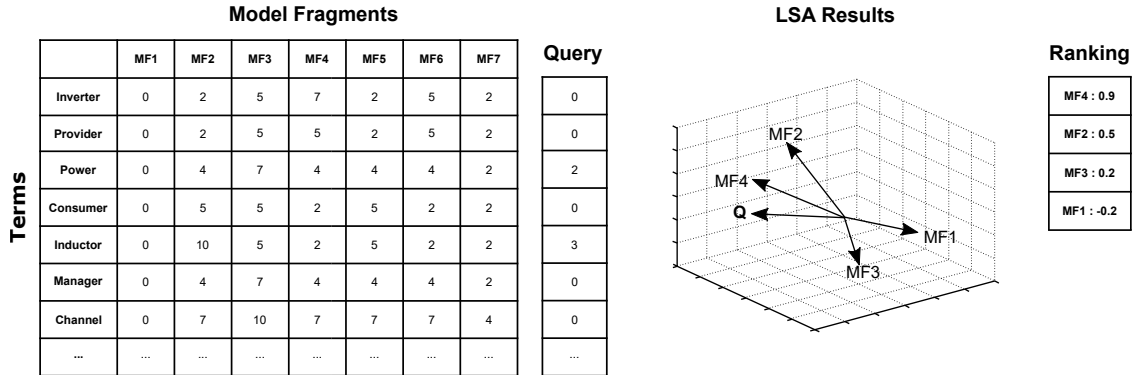 Model Fragments
LSA Results
MF1 MF2 MF3 MF4 MF5 MF6 MF7
Query
Ranking
Terms
Inverter 0 2 5 7 2 5 2 0
Provider 0 2 5 5 2 5 2 0
Power 0 4 7 4 4 4 2 2
Consumer 0 5 5 2 5 2 2 0
Inductor 0 10 5 2 5 2 2 3
Manager 0 4 7 4 4 4 2 0
Channel 0 7 10 7 7 7 4 0
... ... ... ... ... ... ... ... ...
MF2
MF4
Q
MF1
MF3
MF4 : 0.9
MF2 : 0.5
MF3 : 0.2
MF1 : -0.2